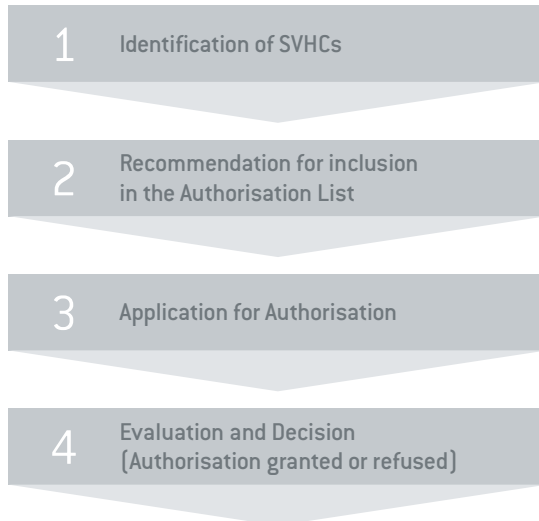 1 Identification of SVHCs
2 Recommendation for inclusion
in the Authorisation List
3 Application for Authorisation
4 Evaluation and Decision
(Authorisation granted or refused)